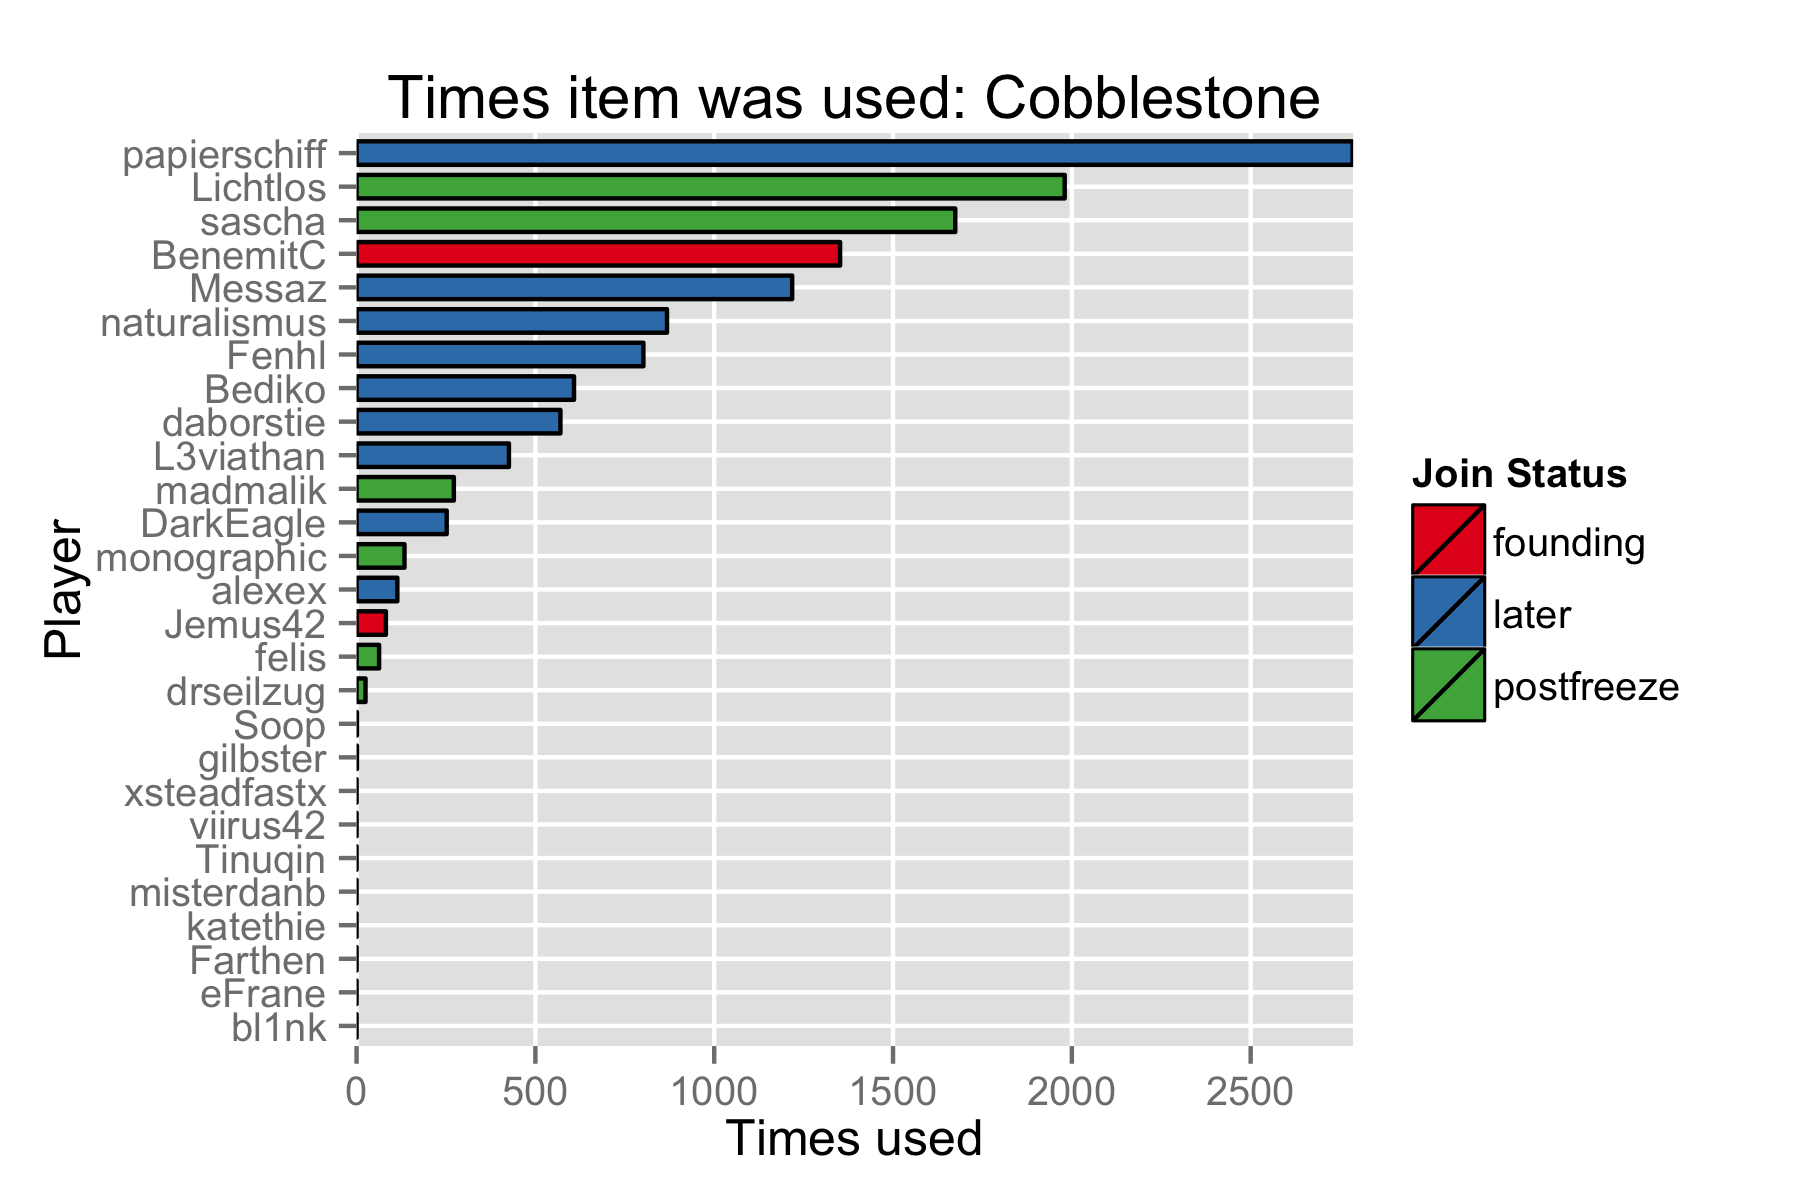 Times item was used: Cobblestone
papierschiff
Lichtlos
sascha
BenemitC
Messaz
naturalismus
Fenhl
Bediko
daborstie
L3viathan
madmalik
DarkEagle
monographic
alexex
Jemus42
felis
drseilzug
Soop
gilbster
xsteadfastx
viirus42
Tinuqin
misterdanb
katethie
Farthen
eFrane
bl1nk
Player
0 500 1000 1500 2000 2500
Times used
Join Status
founding
later
postfreeze